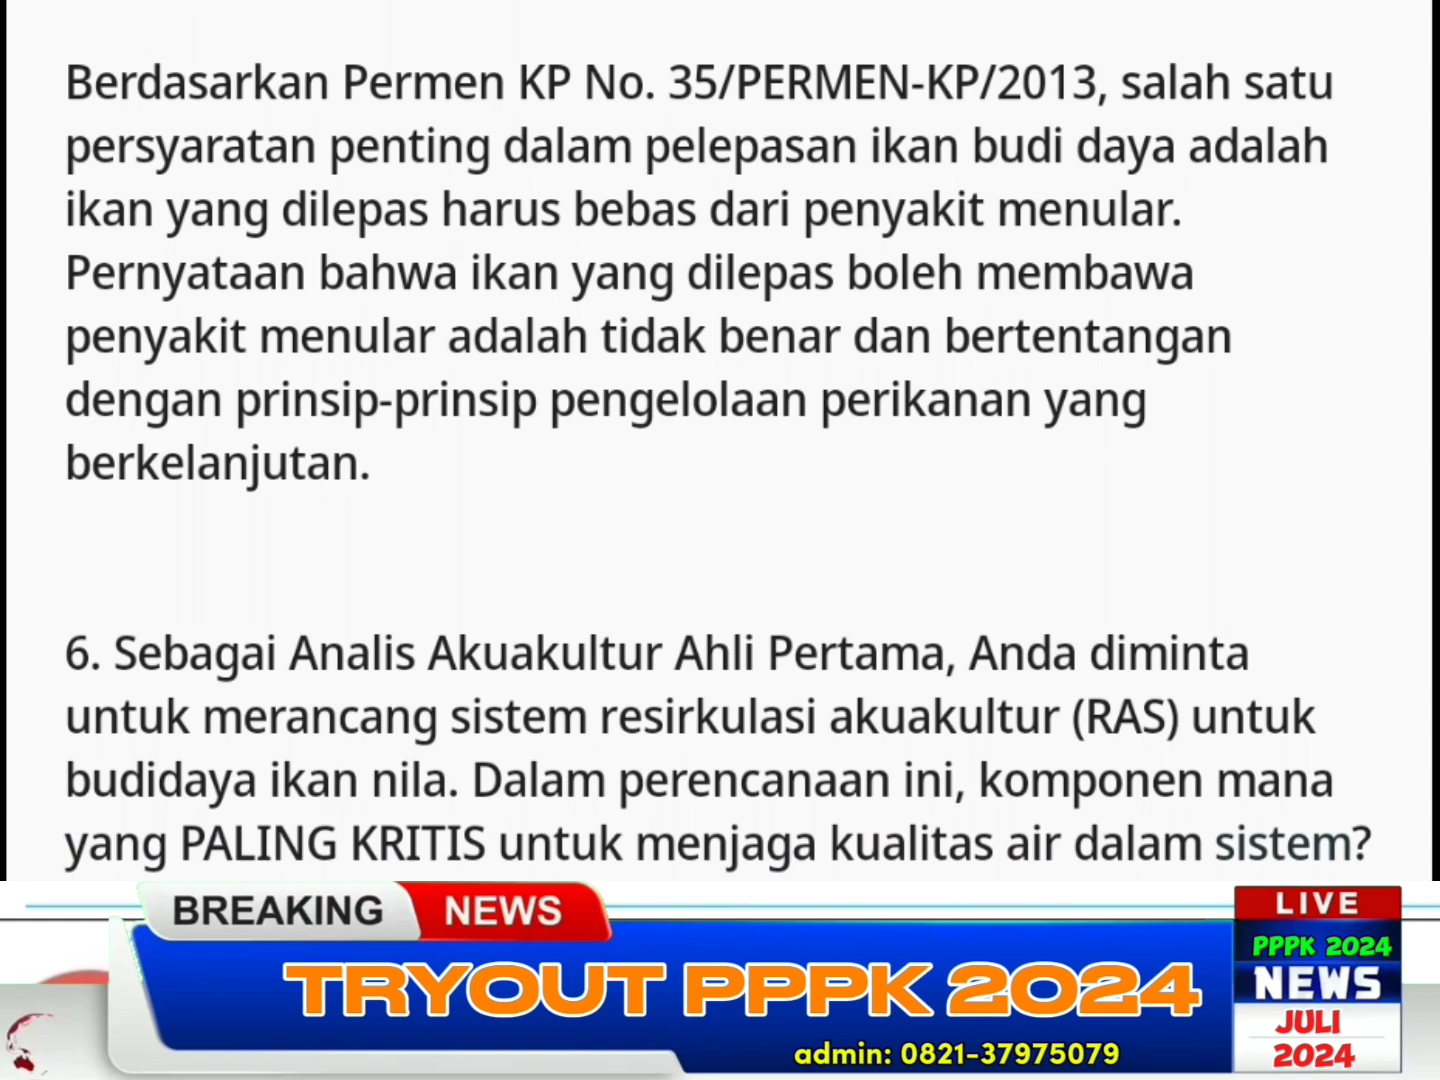 Berdasarkan Permen KP No. 35/PERMEN-KP/2013, salah satu
persyaratan penting dalam pelepasan ikan budi daya adalah
ikan yang dilepas harus bebas dari penyakit menular.
Pernyataan bahwa ikan yang dilepas boleh membawa
penyakit menular adalah tidak benar dan bertentangan
dengan prinsip-prinsip pengelolaan perikanan yang
berkelanjutan.
6. Sebagai Analis Akuakultur Ahli Pertama, Anda diminta
untuk merancang sistem resirkulasi akuakultur (RAS) untuk
budidaya ikan nila. Dalam perencanaan ini, komponen mana
yang PALING KRITIS untuk menjaga kualitas air dalam sistem?
BREAKING NEWS
TRYOUT PPPK 2024
admin: 0821-37975079
LIVE
PPPK 2024
NEWS
JULI
2024